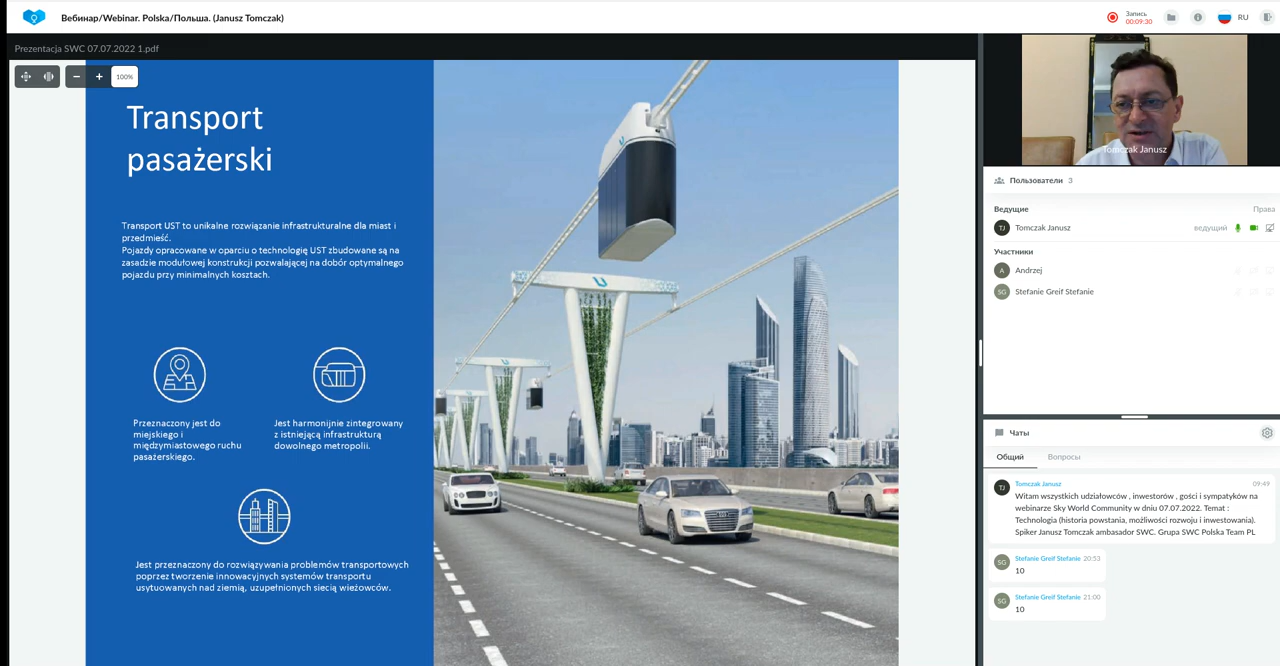 Вебинар/Webinar. Polska/Польша. (Janusz Tomczak)
Запись
00:09:30
RU
Prezentacja SWC 07.07.2022 1.pdf
100%
Transport
pasażerski
Transport UST to unikalne rozwiązanie infrastrukturalne dla miast i
przedmieść.
Pojazdy opracowane w oparciu o technologię UST zbudowane są na
zasadzie modułowej konstrukcji pozwalającej na dobór optymalnego
pojazdu przy minimalnych kosztach.
Przeznaczony jest do
miejskiego i
międzymiastowego ruchu
pasażerskiego.
Jest harmonijnie zintegrowany
z istniejącą infrastrukturą
dowolnego metropolii.
Jest przeznaczony do rozwiązywania problemów transportowych
poprzez tworzenie innowacyjnych systemów transportu
usytuowanych nad ziemią, uzupełnionych siecią wieżowców.
Tomczak Janusz
Пользователи 3
Ведущие Права
TJ Tomczak Janusz ведущий
Участники
A Andrzej
SG Stefanie Greif Stefanie
Чаты
Общий Вопросы
TJ Tomczak Janusz 09:49
Witam wszystkich udziałowców , inwestorów , gości i sympatyków na
webinarze Sky World Community w dniu 07.07.2022. Temat :
Technologia (historia powstania, możliwości rozwoju i inwestowania).
Spiker Janusz Tomczak ambasador SWC. Grupa SWC Polska Team PL
SG Stefanie Greif Stefanie 20:53
10
SG Stefanie Greif Stefanie 21:00
10